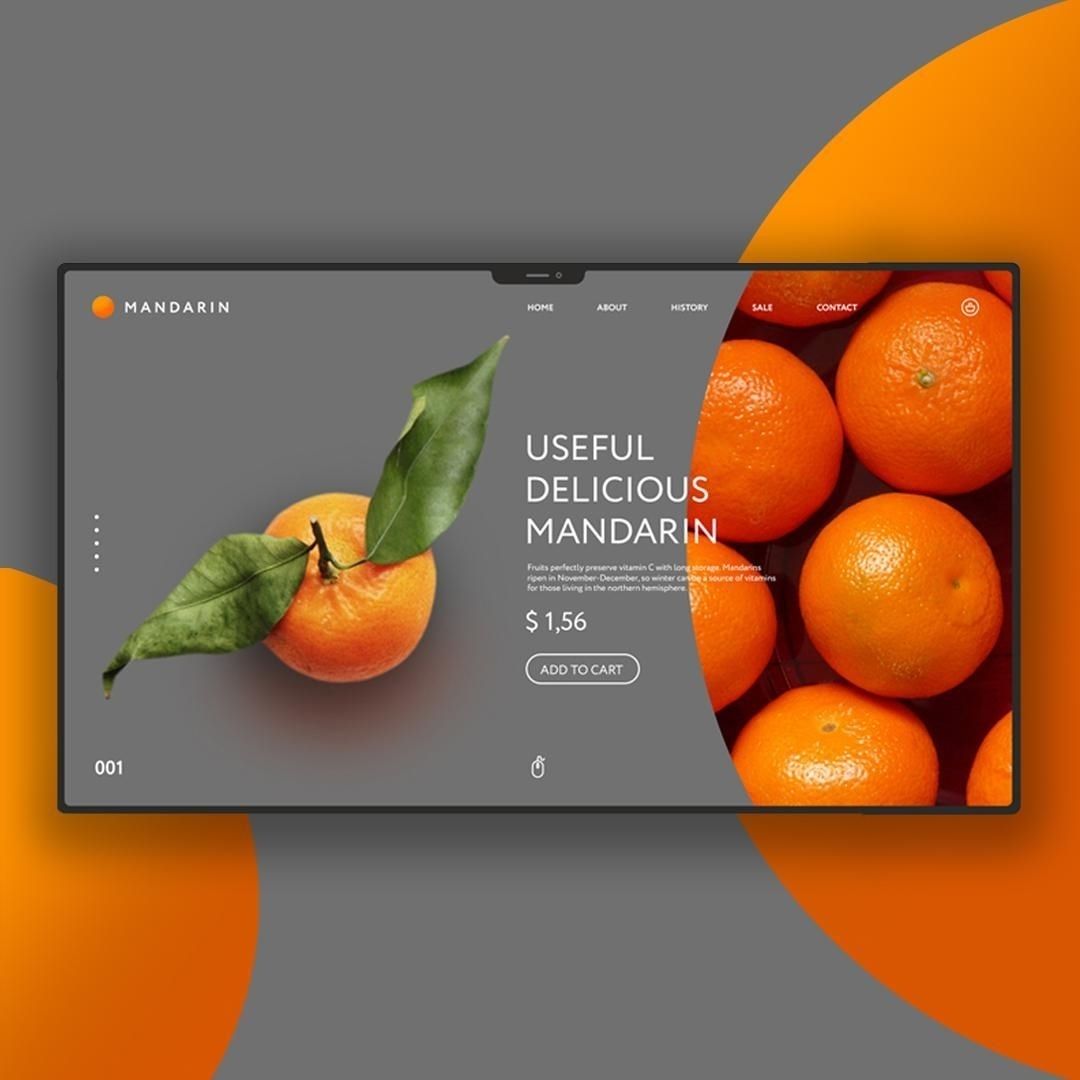 MANDARIN
HOME ABOUT HISTORY SALE CONTACT
USEFUL
DELICIOUS
MANDARIN
Fruits perfectly preserve vitamin C with long storage. Mandarins
ripen in November-December, so winter can be a source of vitamins
for those living in the northern hemisphere.
$ 1,56
ADD TO CART
001